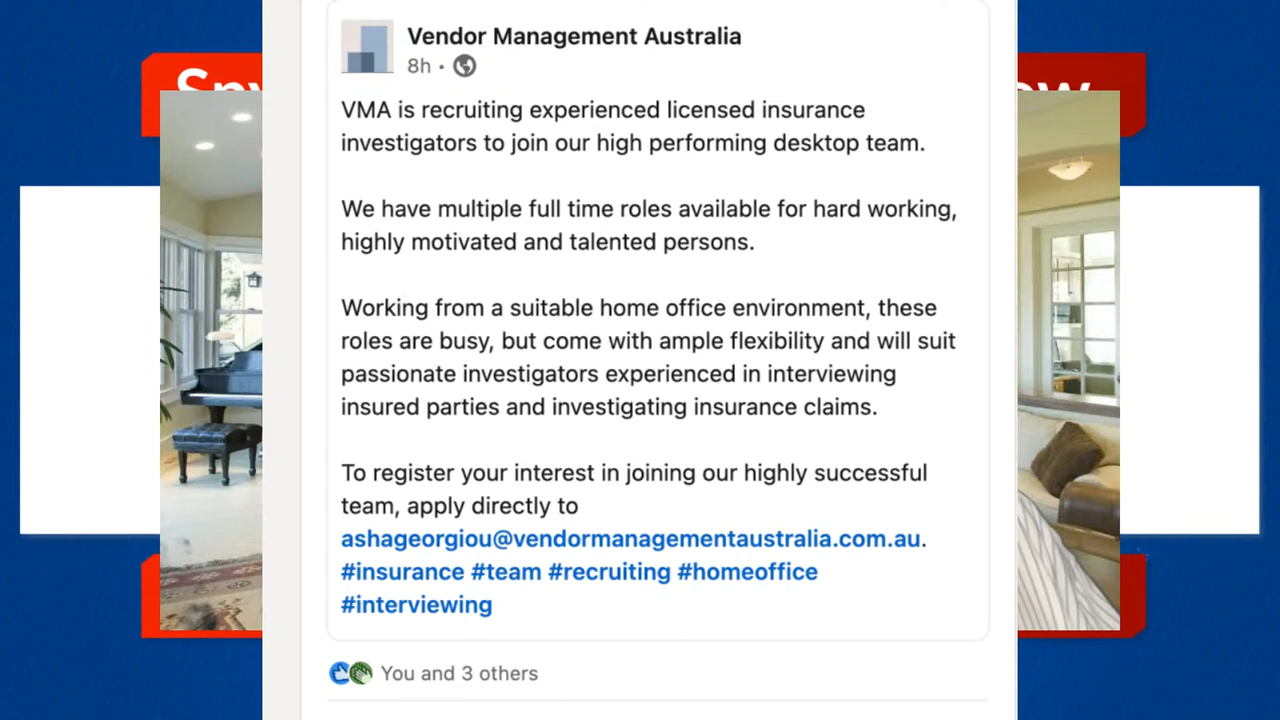 Vendor Management Australia
8h •
VMA is recruiting experienced licensed insurance
investigators to join our high performing desktop team.
We have multiple full time roles available for hard working,
highly motivated and talented persons.
Working from a suitable home office environment, these
roles are busy, but come with ample flexibility and will suit
passionate investigators experienced in interviewing
insured parties and investigating insurance claims.
To register your interest in joining our highly successful
team, apply directly to
ashageorgiou@vendormanagementaustralia.com.au.
#insurance #team #recruiting #homeoffice
#interviewing
You and 3 others